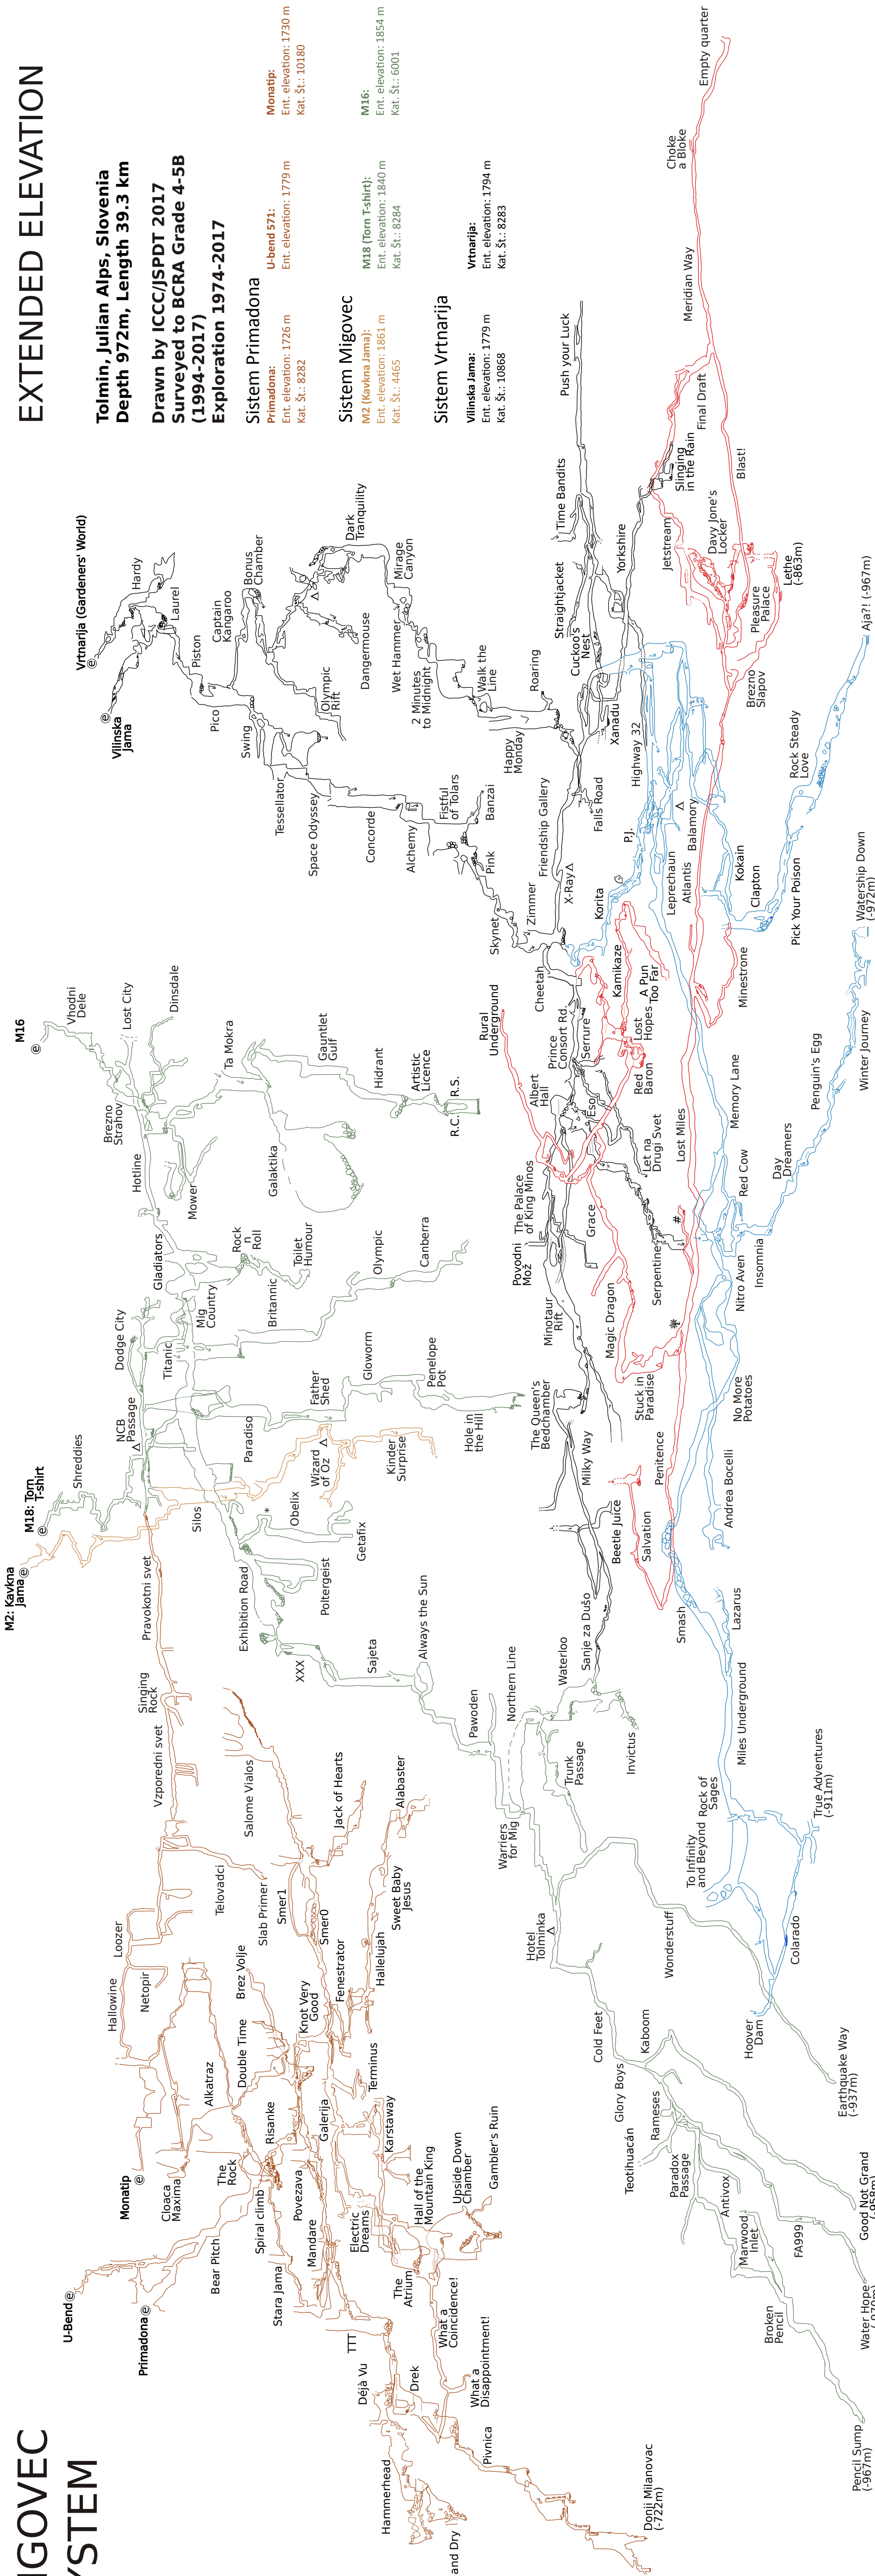 IGOVEC
YSTEM
EXTENDED ELEVATION
Tolmin, Julian Alps, Slovenia
Depth 972m, Length 39.3 km
Drawn by ICCC/JSPDT 2017
Surveyed to BCRA Grade 4-5B
(1994-2017)
Exploration 1974-2017
Sistem Primadona
Primadona:
Ent. elevation: 1726 m
Kat. Št.: 8282
U-bend 571:
Ent. elevation: 1779 m
Monatip:
Ent. elevation: 1730 m
Kat. Št.: 10180
Sistem Migovec
M2 (Kavkna Jama):
Ent. elevation: 1861 m
Kat. Št.: 4465
M18 (Torn T-shirt):
Ent. elevation: 1840 m
Kat. Št.: 8284
M16:
Ent. elevation: 1854 m
Kat. Št.: 6001
Sistem Vrtnarija
Vilinska Jama:
Ent. elevation: 1779 m
Kat. Št.: 10868
Vrtnarija:
Ent. elevation: 1794 m
Kat. Št.: 8283
U-Bend
Primadona
Monatip
Cloaca
Maxima
Bear Pitch
The
Rock
Alkatraz
Hallowine
Loozer
Netopir
Telovadci
Vzporedni svet
Singing
Rock
Pravokotni svet
Salome Vialos
Slab Primer
Smer1
Smer0
Jack of Hearts
Alabaster
Sweet Baby
Jesus
Hallelujah
Fenestrator
Knot Very
Good
Brez Volje
Double Time
Risanke
Galerija
Terminus
Karstaway
Spiral climb
Povezava
Mandare
Stara Jama
Electric
Dreams
Hall of the
Mountain King
Upside Down
Chamber
Gambler's Ruin
The
Atrium
What a
Coincidence!
TTT
Déjà Vu
Drek
What a
Disappointment!
Hammerhead
Pivnica
and Dry
Donji Milanovac
(-722m)
M2: Kavkna
Jama
M18: Torn
T-shirt
Shreddies
NCB
Passage
Dodge City
Titanic
Silos
Paradiso
Father
Shed
Gloworm
Penelope
Pot
Hole in
the Hill
Wizard
of Oz
Kinder
Surprise
Obelix
*
Getafix
Poltergeist
Exhibition Road
XXX
Sajeta
Always the Sun
Pawoden
Northern Line
Waterloo
Trunk
Passage
Invictus
Warriers
for Mig
Hotel
Tolminka
Wonderstuff
Cold Feet
Kaboom
Glory Boys
Rameses
Teotihuacán
Paradox
Passage
Antivox
Marwood
Inlet
FA999
Broken
Pencil
Pencil Sump
(-967m)
Water Hope
Good Not Grand
Earthquake Way
(-937m)
Hoover
Dam
Colarado
True Adventures
(-911m)
To Infinity
and Beyond
Rock of
Sages
Miles Underground
Lazarus
Smash
M16
Vhodni
Dele
Lost City
Dinsdale
Brezno
Strahov
Hotline
Mower
Ta Mokra
Galaktika
Gauntlet
Gulf
Hidrant
Artistic
Licence
R.C.
R.S.
Gladiators
Mig
Country
Rock
n
Roll
Toilet
Humour
Britannic
Olympic
Canberra
Vrtnarija (Gardeners' World)
Vilinska
Jama
Hardy
Laurel
Piston
Pico
Captain
Kangaroo
Bonus
Chamber
Swing
Olympic
Rift
Dangermouse
Dark
Tranquility
Mirage
Canyon
Wet Hammer
2 Minutes
to Midnight
Walk the
Line
Happy
Monday
Roaring
Tessellator
Space Odyssey
Concorde
Alchemy
Fistful
of Tolars
Banzai
Pink
Skynet
Zimmer
Cheetah
Friendship Gallery
X-Ray
Falls Road
Korita
P.J.
Highway 32
Xanadu
Cuckoo's
Nest
Straightjacket
Time Bandits
Push your Luck
Yorkshire
Jetstream
Slinging
in the Rain
Final Draft
Davy Jone's
Locker
Blast!
Pleasure
Palace
Lethe
(-863m)
Brezno
Slapov
Meridian Way
Choke
a Bloke
Empty quarter
Rural
Underground
Albert
Hall
Prince
Consort Rd.
Serrure
Eso
Kamikaze
A Pun
Too Far
Lost
Hopes
Red
Baron
Let na
Drugi Svet
Lost Miles
Serpentine
#
Grace
The Palace
of King Minos
Povodni
Mož
Minotaur
Rift
Magic Dragon
Stuck in
Paradise
The Queen's
Bedchamber
Milky Way
Beetle Juice
Salvation
Penitence
Sanje za Dušo
Andrea Bocelli
No More
Potatoes
Nitro Aven
Insomnia
Red Cow
Memory Lane
Day
Dreamers
Penguin's Egg
Winter Journey
Watership Down
(-972m)
Leprechaun
Atlantis
Balamory
Minestrone
Kokain
Clapton
Pick Your Poison
Rock Steady
Love
Aja?! (-967m)